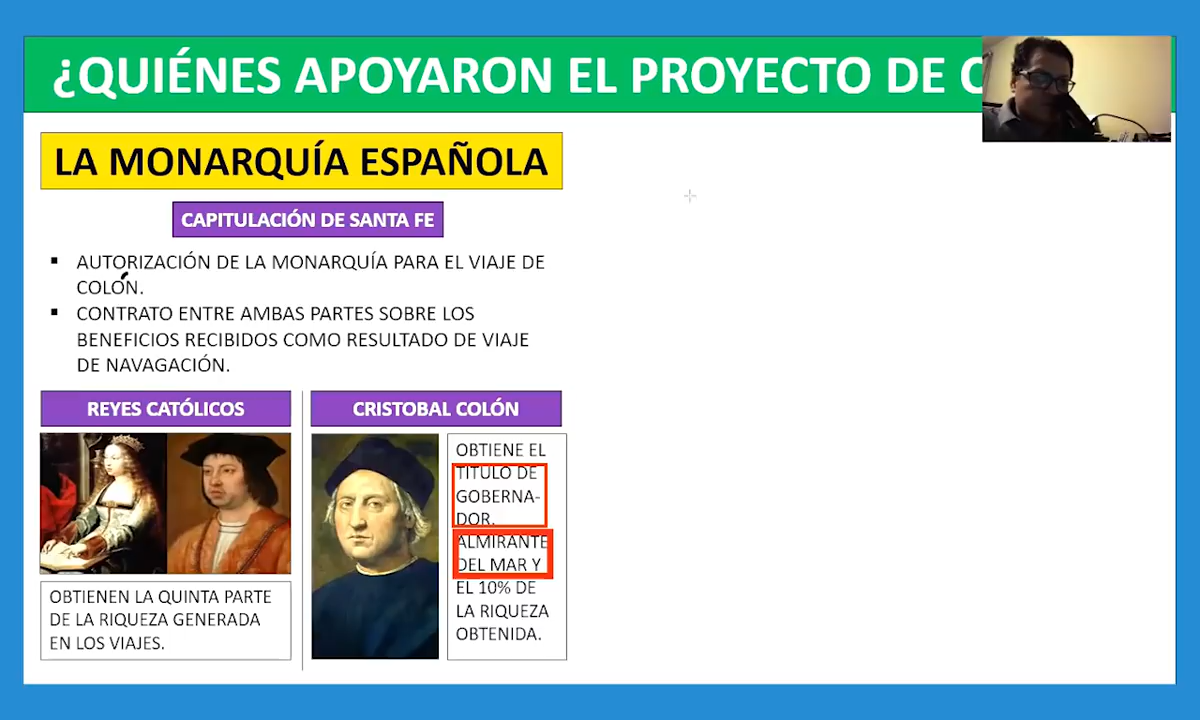 ¿QUIÉNES APOYARON EL PROYECTO DE
LA MONARQUÍA ESPAÑOLA
CAPITULACIÓN DE SANTA FE
▪ AUTORIZACIÓN DE LA MONARQUÍA PARA EL VIAJE DE
COLÓN.
▪ CONTRATO ENTRE AMBAS PARTES SOBRE LOS
BENEFICIOS RECIBIDOS COMO RESULTADO DE VIAJE
DE NAVAGACIÓN.
REYES CATÓLICOS
OBTIENEN LA QUINTA PARTE
DE LA RIQUEZA GENERADA
EN LOS VIAJES.
CRISTOBAL COLÓN
OBTIENE EL
TITULO DE
GOBERNA-
DOR,
ALMIRANTE
DEL MAR Y
EL 10% DE
LA RIQUEZA
OBTENIDA.